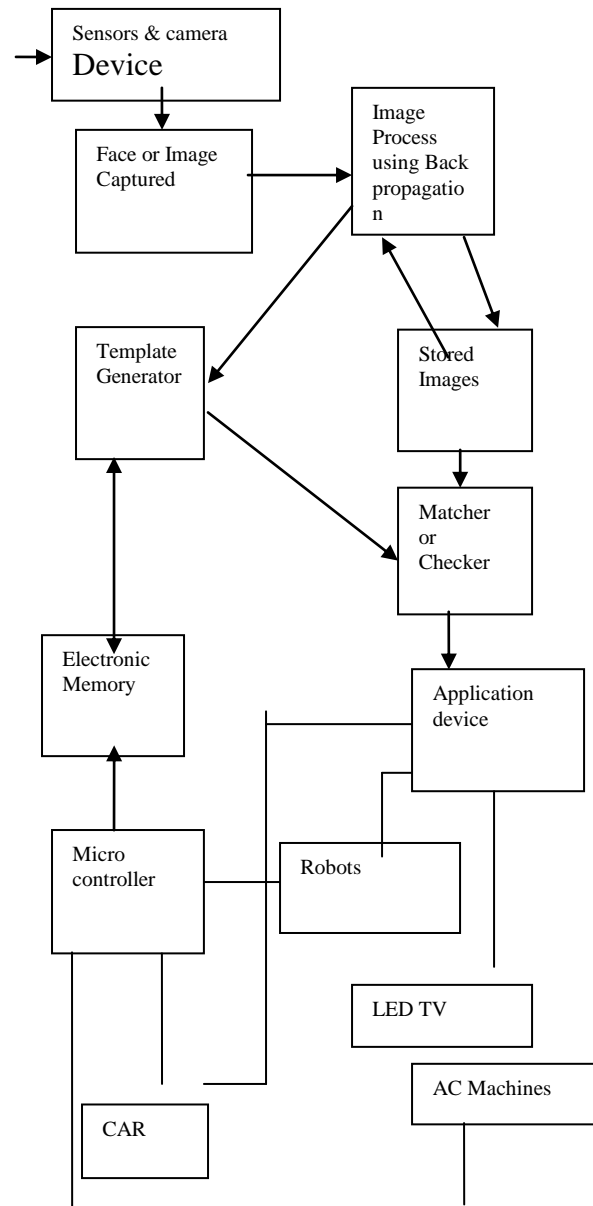 Sensors & camera
Device
Face or Image
Captured
Image
Process
using Back
propagatio
n
Template
Generator
Stored
Images
Matcher
or
Checker
Electronic
Memory
Application
device
Micro
controller
Robots
LED TV
AC Machines
CAR